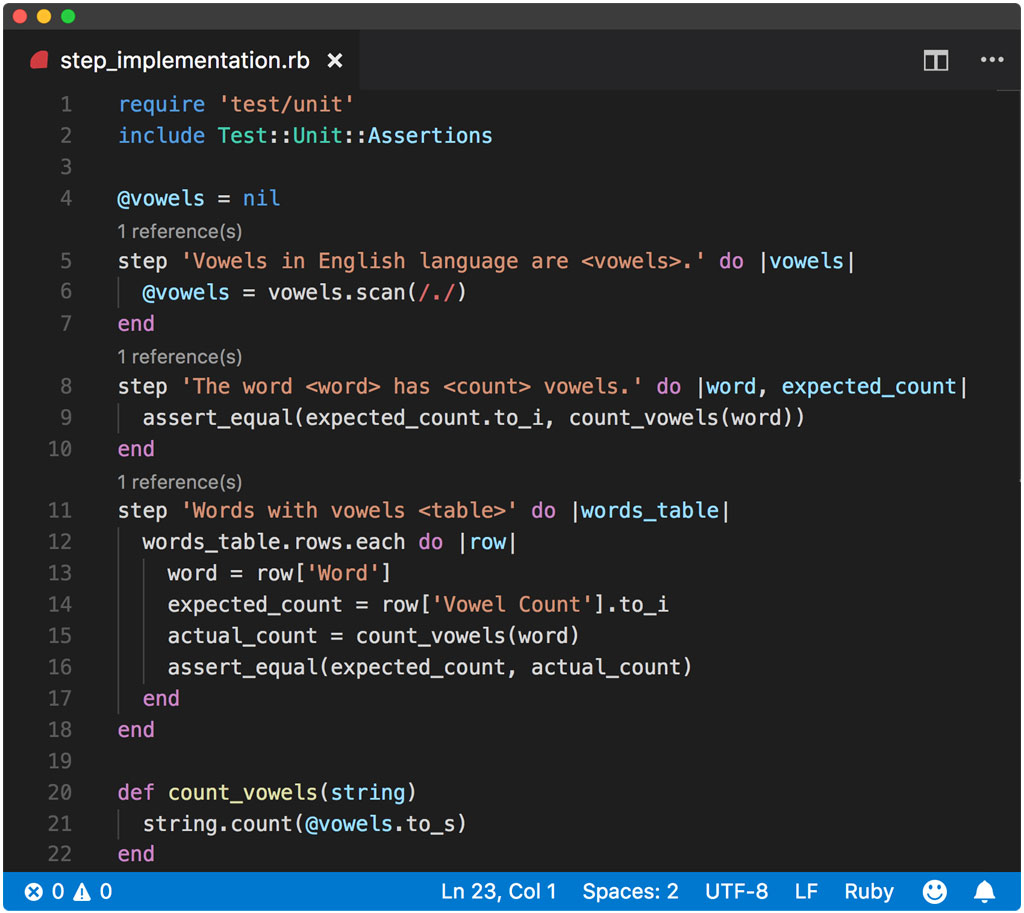 step_implementation.rb ×
1 require 'test/unit'
2 include Test::Unit::Assertions
3
4 @vowels = nil
1 reference(s)
5 step 'Vowels in English language are <vowels>.' do |vowels|
6 @vowels = vowels.scan(/./)
7 end
1 reference(s)
8 step 'The word <word> has <count> vowels.' do |word, expected_count|
9 assert_equal(expected_count.to_i, count_vowels(word))
10 end
1 reference(s)
11 step 'Words with vowels <table>' do |words_table|
12 words_table.rows.each do |row|
13 word = row['Word']
14 expected_count = row['Vowel Count'].to_i
15 actual_count = count_vowels(word)
16 assert_equal(expected_count, actual_count)
17 end
18 end
19
20 def count_vowels(string)
21 string.count(@vowels.to_s)
22 end
0 0 Ln 23, Col 1 Spaces: 2 UTF-8 LF Ruby